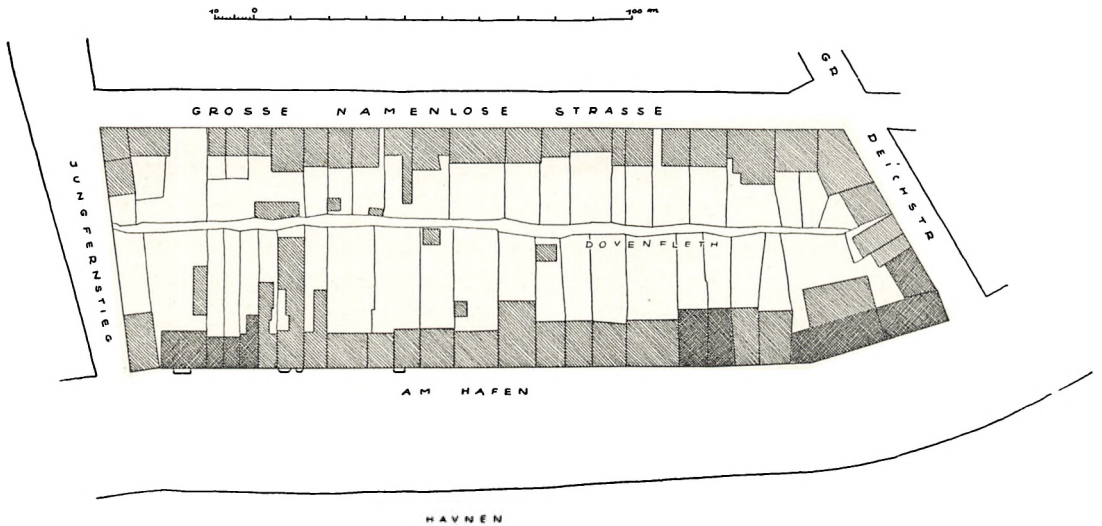 10 0 100 m
GR
GROSSE NAMENLOSE STRASSE
DEICHSTR
JUNGFERNSTIEG
DOVENFLETH
AM HAFEN
HAVNEN